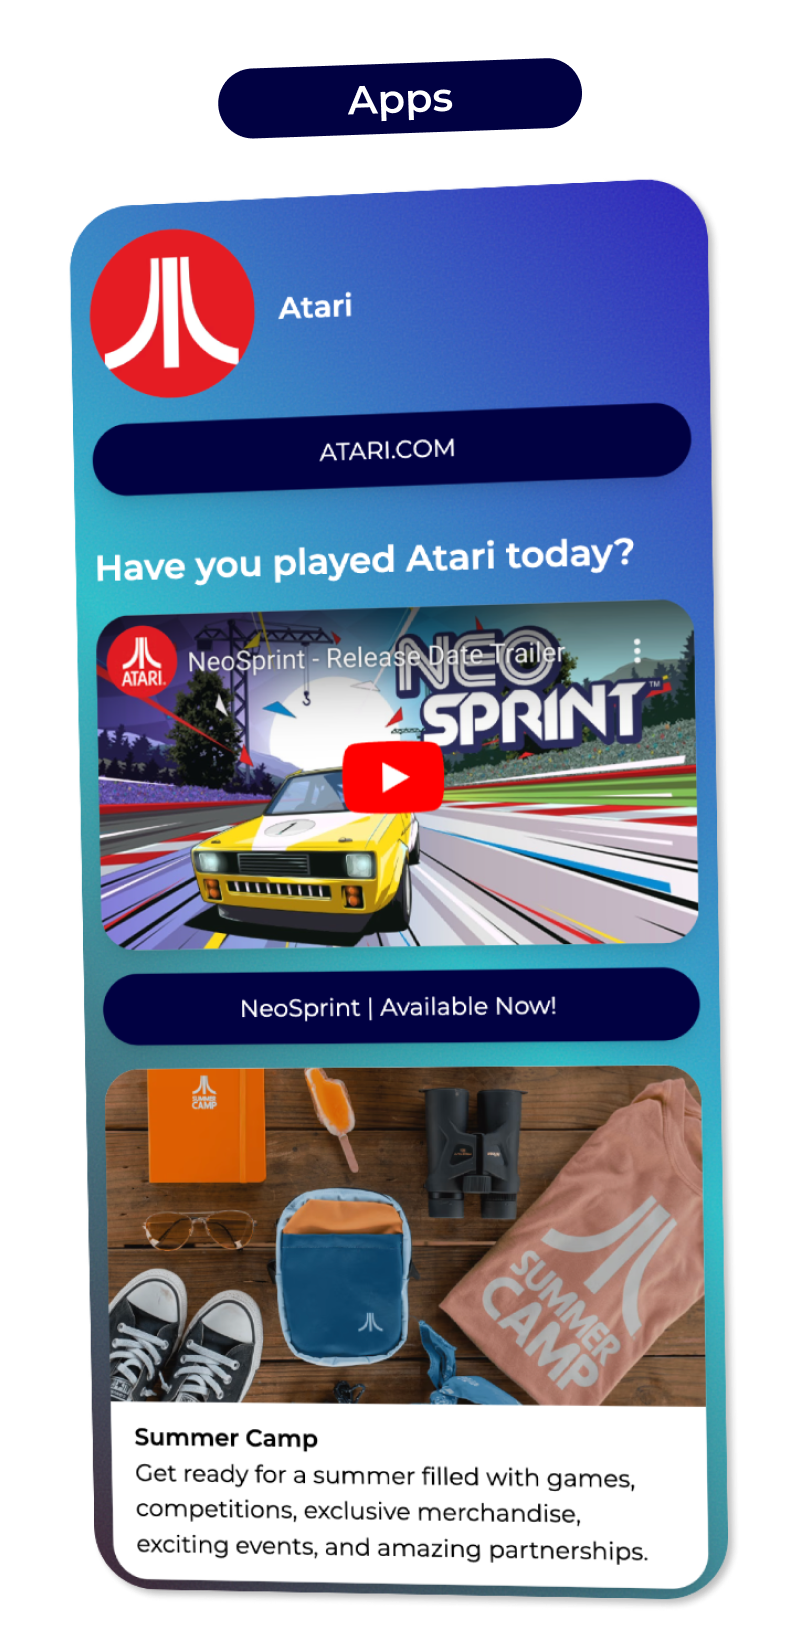 Apps
Atari
ATARI.COM
Have you played Atari today?
ATARI.
NeoSprint - Release Date Trailer
NEO
SPRINT™
1
NeoSprint | Available Now!
SUMMER
CAMP
SUMMER
CAMP
Summer Camp
Get ready for a summer filled with games,
competitions, exclusive merchandise,
exciting events, and amazing partnerships.